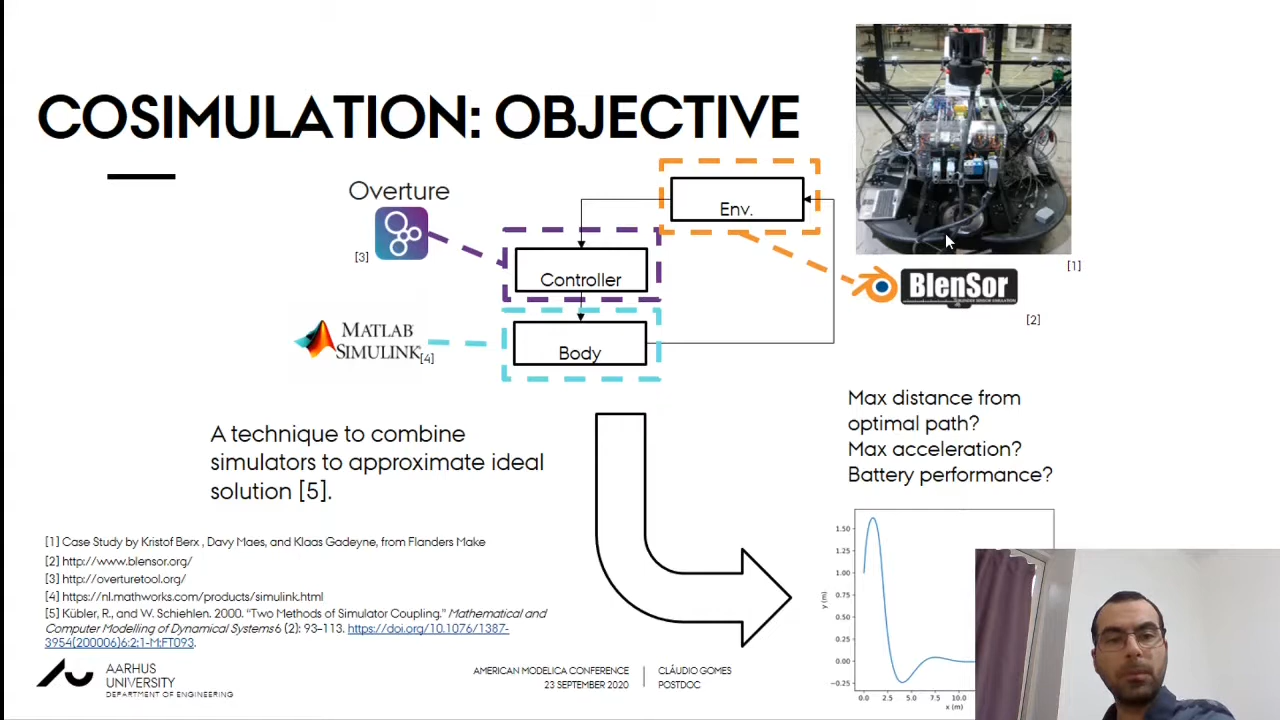 COSIMULATION: OBJECTIVE
Overture
[3]
Env.
Controller
Body
MATLAB
SIMULINK
[4]
[1]
BlenSor
[2]
A technique to combine
simulators to approximate ideal
solution [5].
Max distance from
optimal path?
Max acceleration?
Battery performance?
[1] Case Study by Kristof Berx , Davy Maes, and Klaas Gadeyne, from Flanders Make
[2] http://www.blensor.org/
[3] http://overturetool.org/
[4] https://nl.mathworks.com/products/simulink.html
[5] Kübler, R., and W. Schiehlen. 2000. “Two Methods of Simulator Coupling.” Mathematical and
Computer Modelling of Dynamical Systems 6 (2): 93–113. https://doi.org/10.1076/1387-
3954(200006)6:2;1-M;FT093.
1.50
1.25
1.00
0.75
0.50
0.25
0.00
−0.25
y (m)
0.0 2.5 5.0 7.5 10.0
x (m)
AARHUS
UNIVERSITY
DEPARTMENT OF ENGINEERING
AMERICAN MODELICA CONFERENCE
23 SEPTEMBER 2020
CLÁUDIO GOMES
POSTDOC